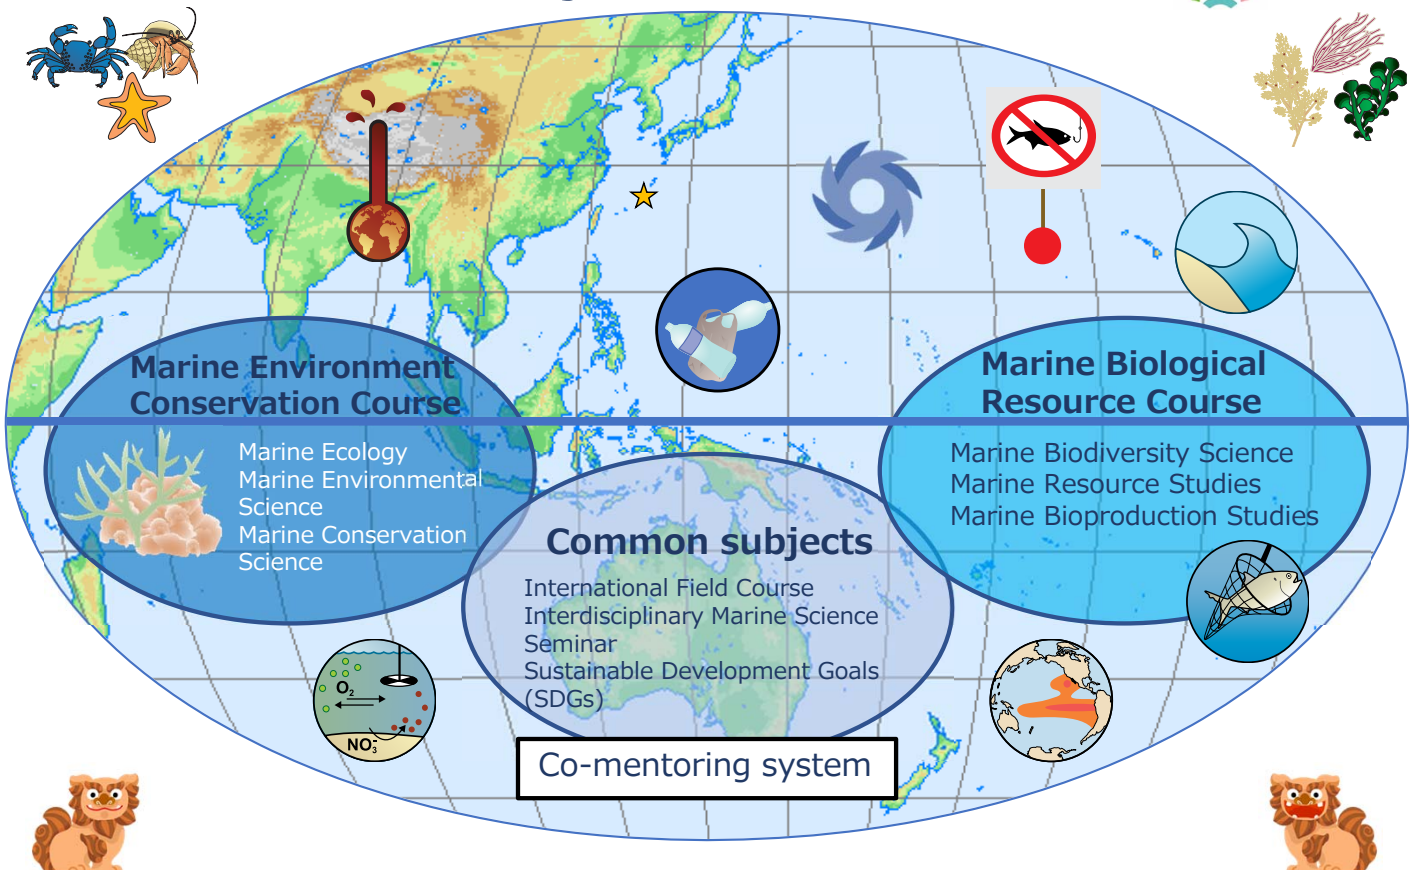 Marine Environment
Conservation Course
Marine Ecology
Marine Environmental
Science
Marine Conservation
Science
Marine Biological
Resource Course
Marine Biodiversity Science
Marine Resource Studies
Marine Bioproduction Studies
Common subjects
International Field Course
Interdisciplinary Marine Science
Seminar
Sustainable Development Goals
(SDGs)
Co-mentoring system
O₂
NO₃⁻